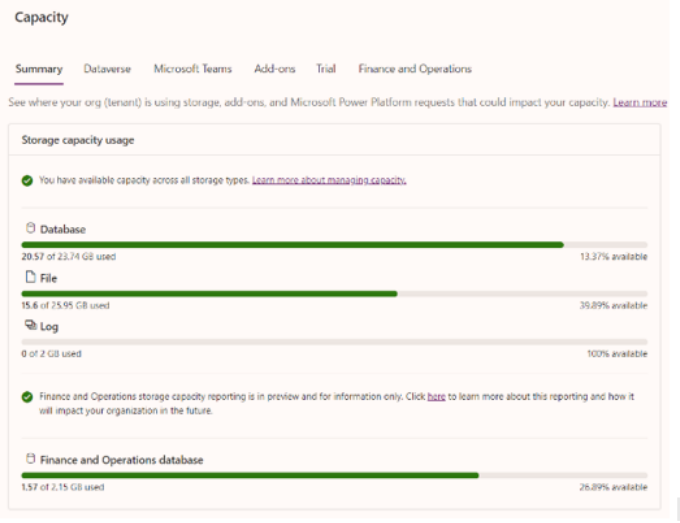 Capacity
Summary Dataverse Microsoft Teams Add-ons Trial Finance and Operations
See where your org (tenant) is using storage, add-ons, and Microsoft Power Platform requests that could impact your capacity. Learn more
Storage capacity usage
You have available capacity across all storage types. Learn more about managing capacity.
Database
20.57 of 23.74 GB used 13.37% available
File
15.6 of 25.95 GB used 39.89% available
Log
0 of 2 GB used 100% available
Finance and Operations storage capacity reporting is in preview and for information only. Click here to learn more about this reporting and how it
will impact your organization in the future.
Finance and Operations database
1.57 of 2.15 GB used 26.89% available